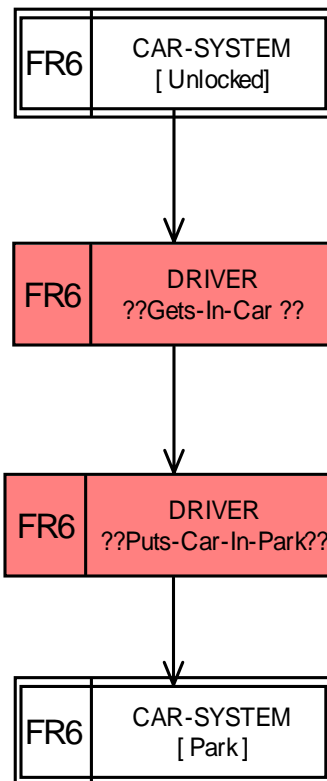 FR6
CAR-SYSTEM
[ Unlocked]
FR6
DRIVER
??Gets-In-Car ??
FR6
DRIVER
??Puts-Car-In-Park??
FR6
CAR-SYSTEM
[ Park ]